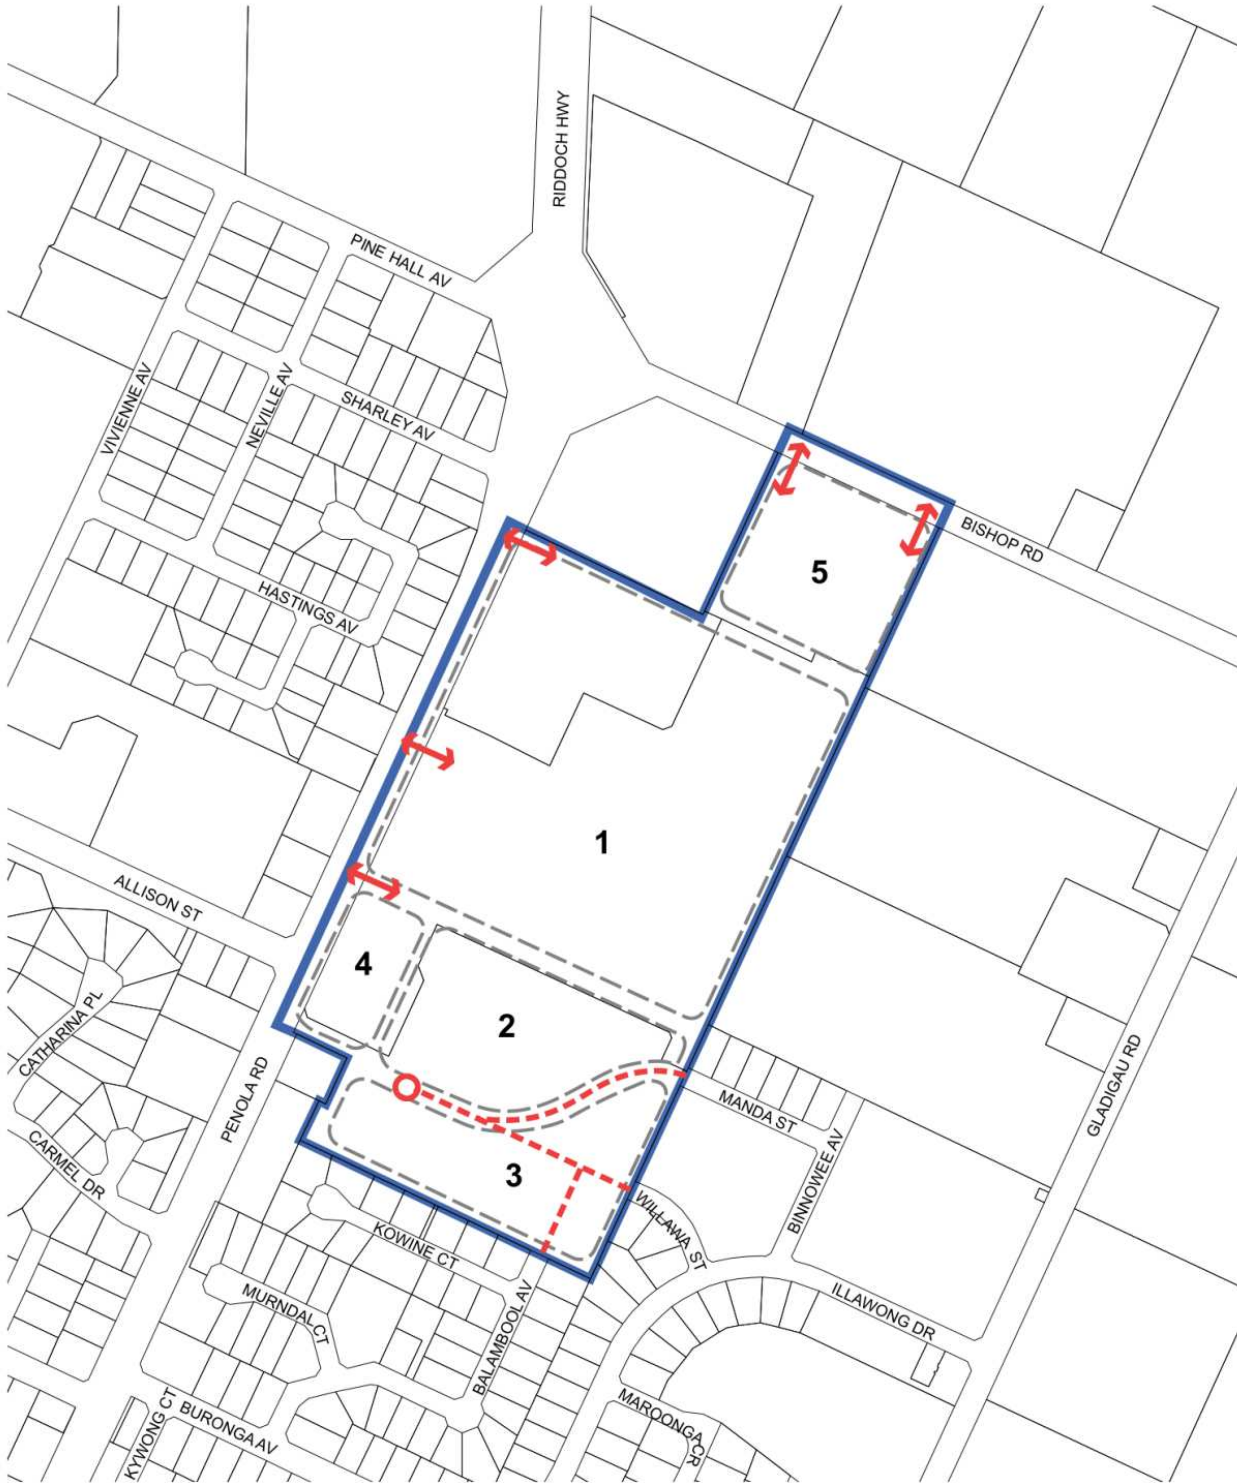 RIDDOCH HWY
PINE HALL AV
VIVIENNE AV
NEVILLE AV
SHARLEY AV
HASTINGS AV
BISHOP RD
5
1
ALLISON ST
4
2
CATHARINA PL
PENOLA RD
GLADIGAU RD
MANDA ST
BINNOWEE AV
CARMEL DR
3
WILLAWA ST
KOWINE CT
MURNDAL CT
BALAMBOOL AV
ILLAWONG DR
MAROONGA CR
KYWONG CT
BURONGA AV